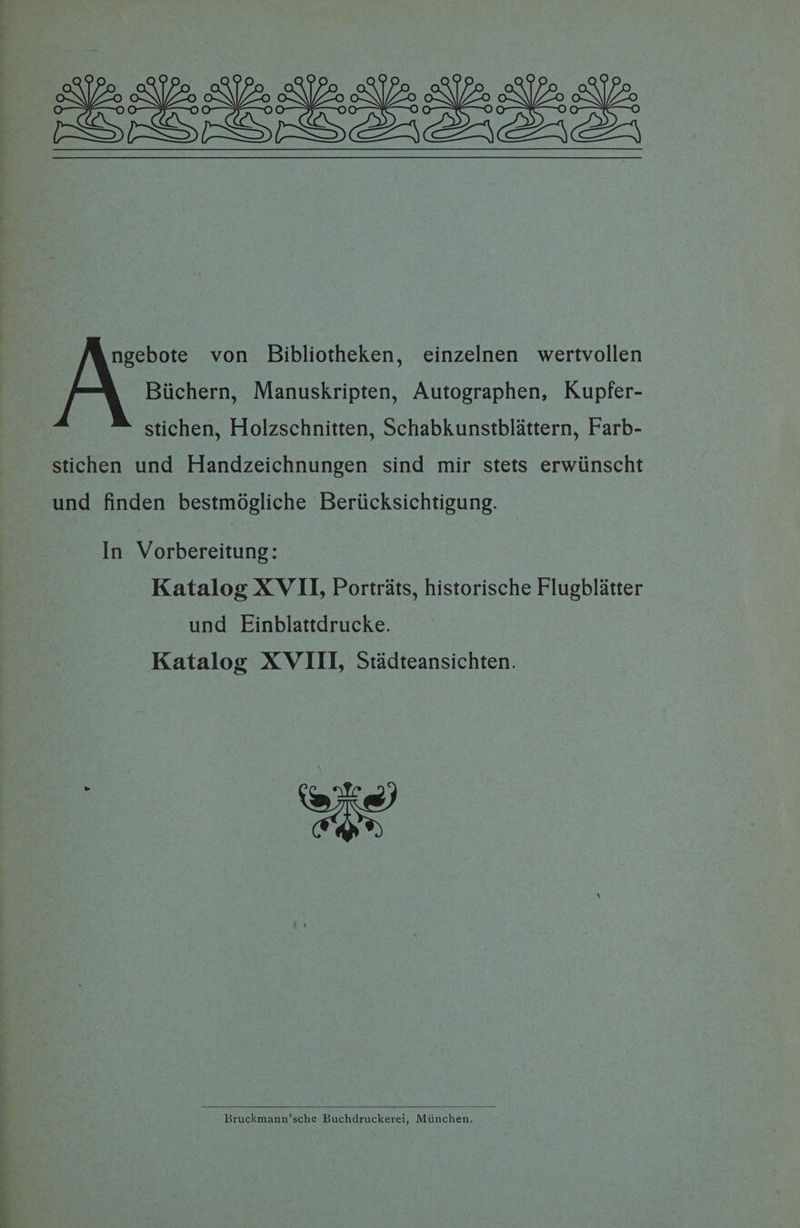 Angebote von Bibliotheken, einzelnen wertvollen
Büchern, Manuskripten, Autographen, Kupfer-
stichen, Holzschnitten, Schabkunstblättern, Farb-
stichen und Handzeichnungen sind mir stets erwünscht
und finden bestmögliche Berücksichtigung.
In Vorbereitung:
Katalog XVII, Porträts, historische Flugblätter
und Einblattdrucke.
Katalog XVIII, Städteansichten.
Bruckmann'sche Buchdruckerei, München.